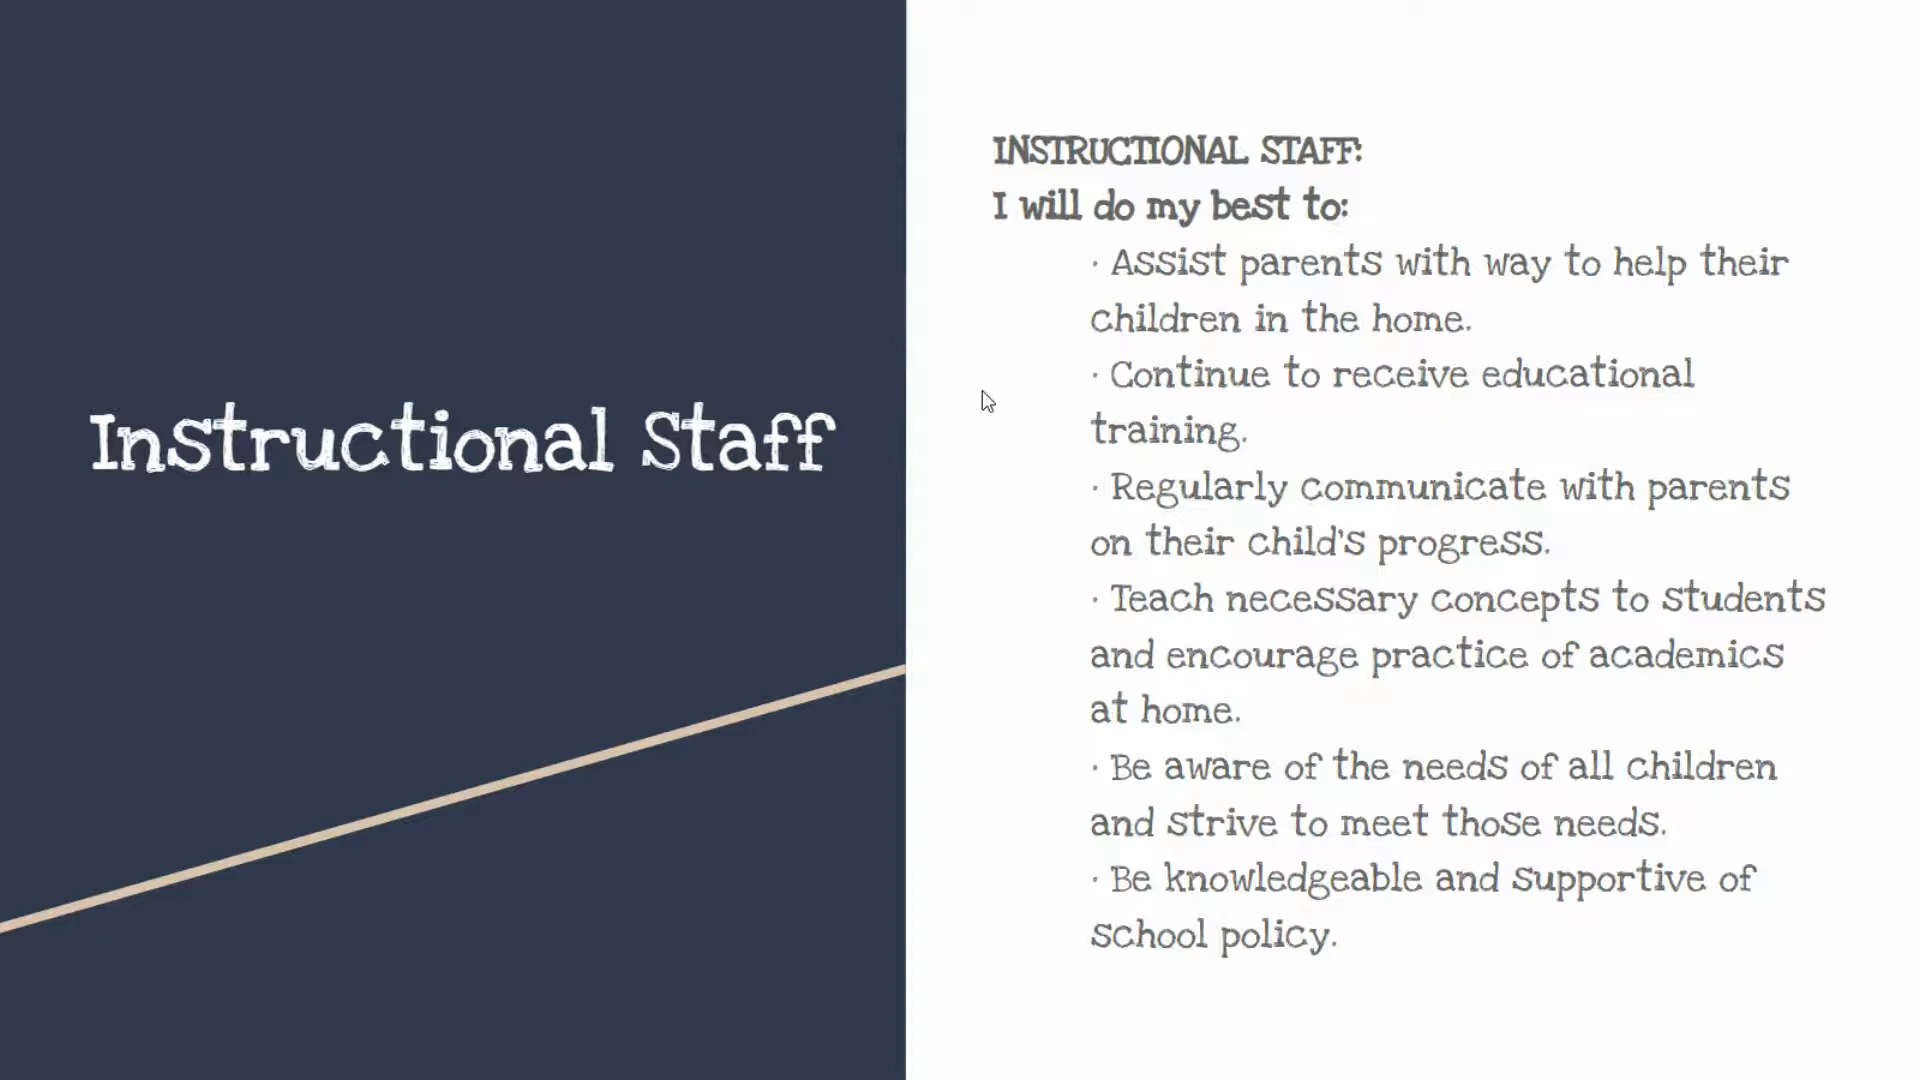 Instructional Staff
INSTRUCTIONAL STAFF:
I will do my best to:
· Assist parents with way to help their
children in the home.
· Continue to receive educational
training.
· Regularly communicate with parents
on their child's progress.
· Teach necessary concepts to students
and encourage practice of academics
at home.
· Be aware of the needs of all children
and strive to meet those needs.
· Be knowledgeable and supportive of
school policy.